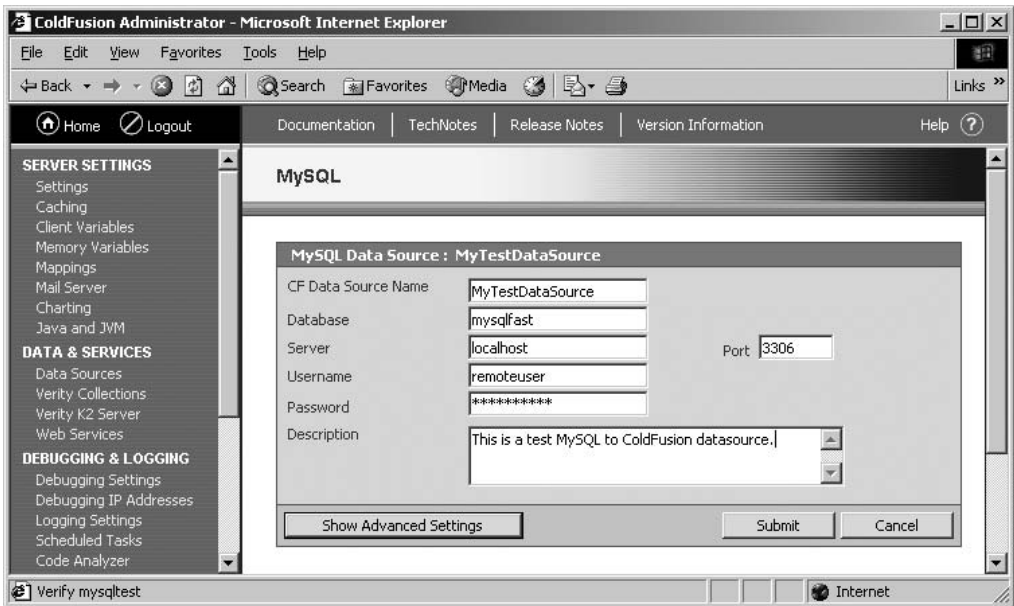 ColdFusion Administrator - Microsoft Internet Explorer
File Edit View Favorites Tools Help
Back Search Favorites Media Links »
Home Logout Documentation TechNotes Release Notes Version Information Help ?
SERVER SETTINGS
Settings
Caching
Client Variables
Memory Variables
Mappings
Mail Server
Charting
Java and JVM
DATA & SERVICES
Data Sources
Verity Collections
Verity K2 Server
Web Services
DEBUGGING & LOGGING
Debugging Settings
Debugging IP Addresses
Logging Settings
Scheduled Tasks
Code Analyzer
MySQL
MySQL Data Source : MyTestDataSource
CF Data Source Name MyTestDataSource
Database mysqlfast
Server localhost Port 3306
Username remoteuser
Password **********
Description This is a test MySQL to ColdFusion datasource.
Show Advanced Settings Submit Cancel
Verify mysqltest Internet